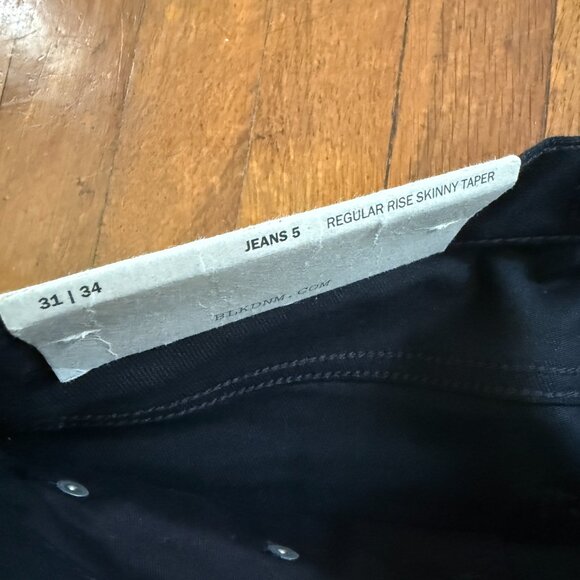 31 | 34 JEANS 5 REGULAR RISE SKINNY TAPER
BLKDNM.COM